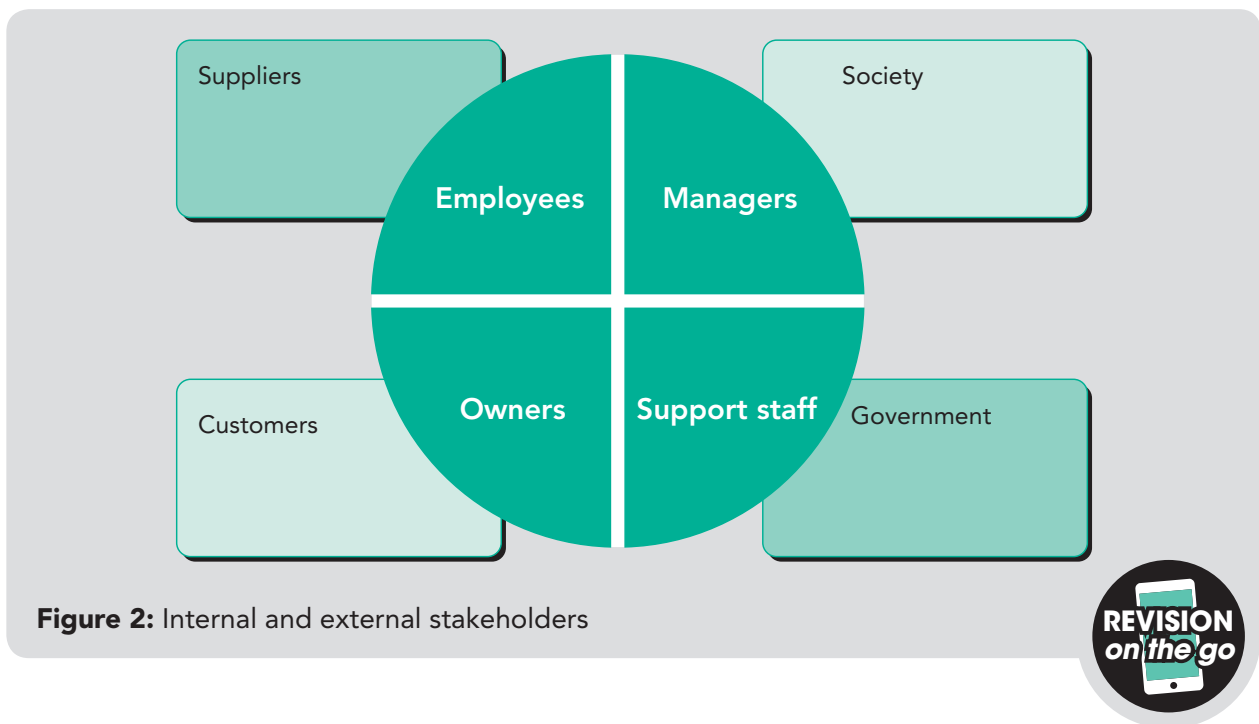 Suppliers
Society
Employees
Managers
Owners
Support staff
Customers
Government
Figure 2: Internal and external stakeholders
REVISION
on the go